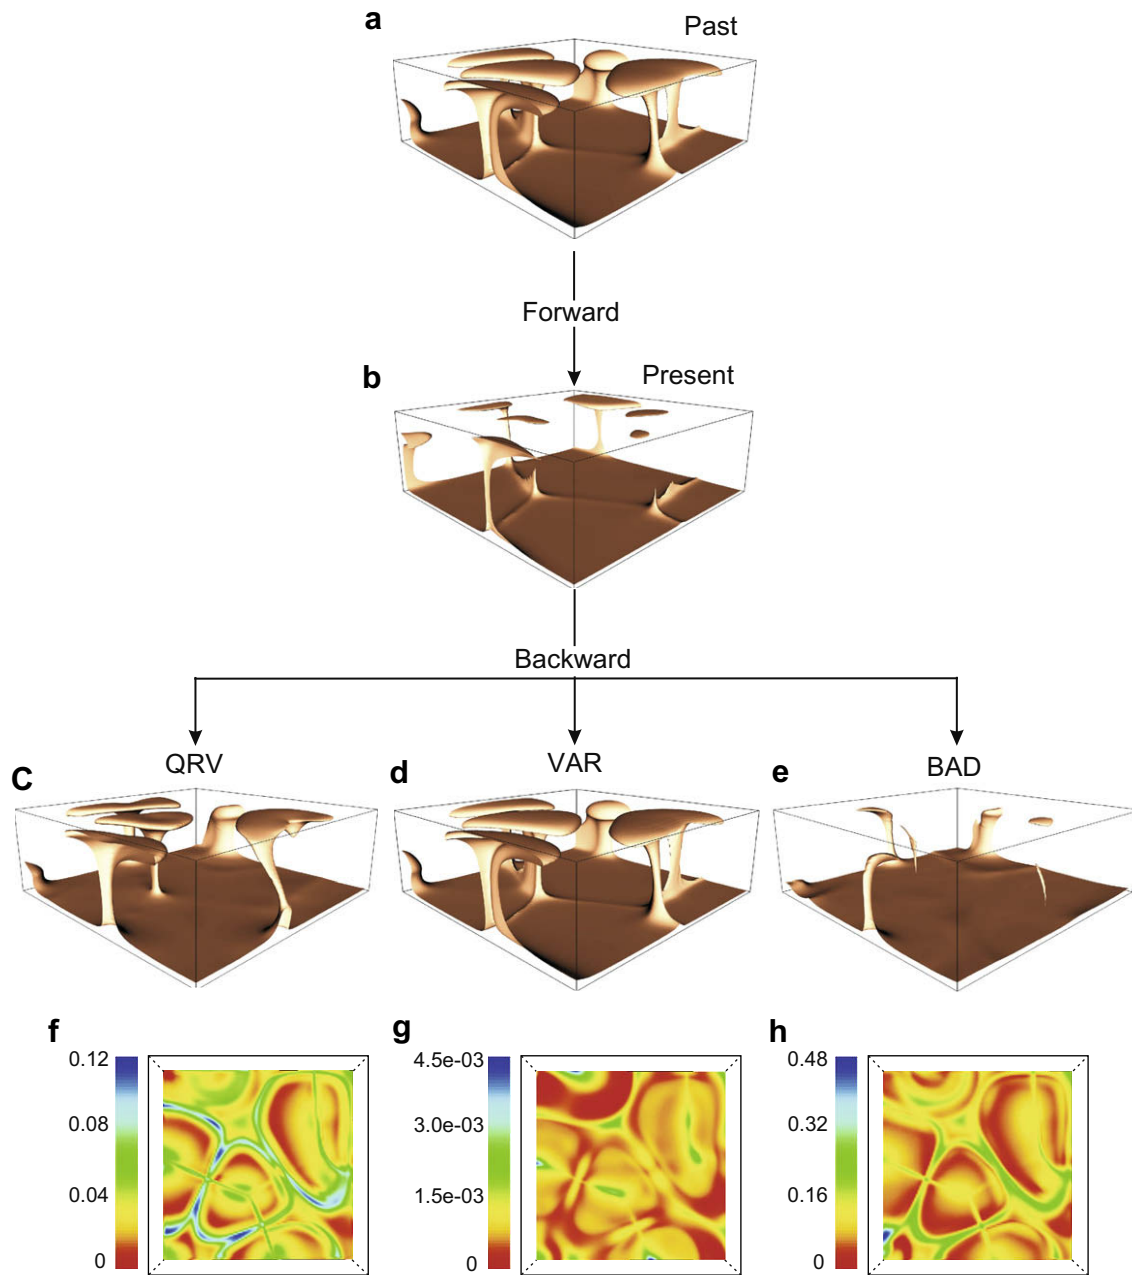 a
Past
Forward
b
Present
Backward
QRV
VAR
BAD
C
d
e
f
g
h
0.12
0.08
0.04
0
4.5e-03
3.0e-03
1.5e-03
0
0.48
0.32
0.16
0